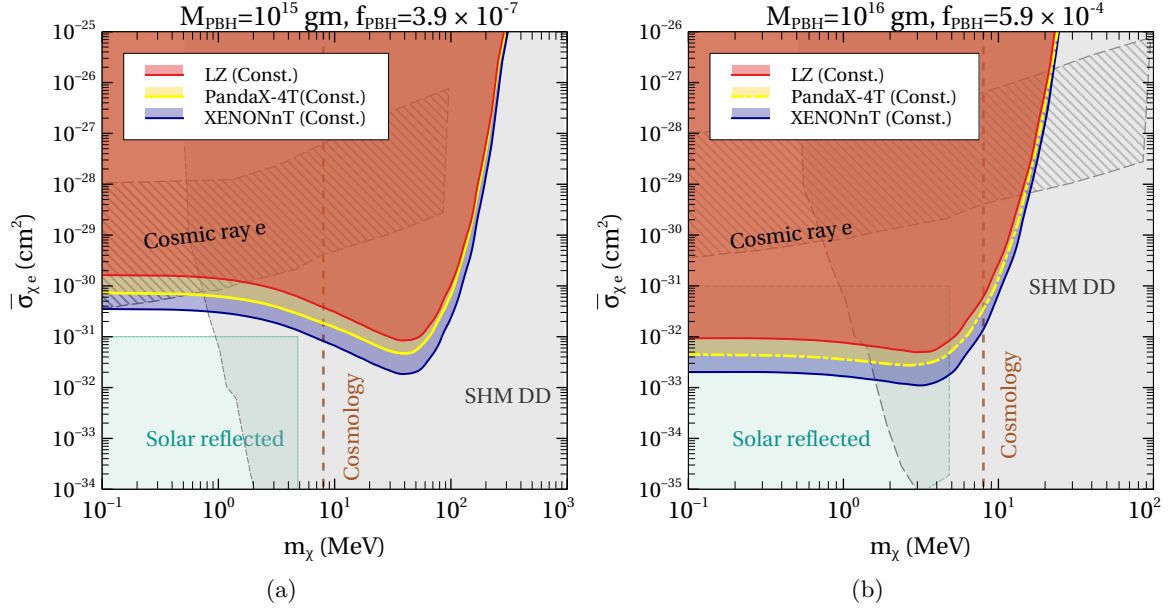 M_PBH=10^15 gm, f_PBH=3.9 × 10^-7
10^-25
10^-26
10^-27
10^-28
10^-29
10^-30
10^-31
10^-32
10^-33
10^-34
σ̅_χe (cm²)
LZ (Const.)
PandaX-4T(Const.)
XENONnT (Const.)
Cosmic ray e
SHM DD
Solar reflected
Cosmology
10^-1 10^0 10^1 10^2 10^3
m_χ (MeV)
(a)
M_PBH=10^16 gm, f_PBH=5.9 × 10^-4
10^-25
10^-26
10^-27
10^-28
10^-29
10^-30
10^-31
10^-32
10^-33
10^-34
10^-35
σ̅_χe (cm²)
LZ (Const.)
PandaX-4T(Const.)
XENONnT (Const.)
Cosmic ray e
SHM DD
Solar reflected
Cosmology
10^-1 10^0 10^1 10^2
m_χ (MeV)
(b)